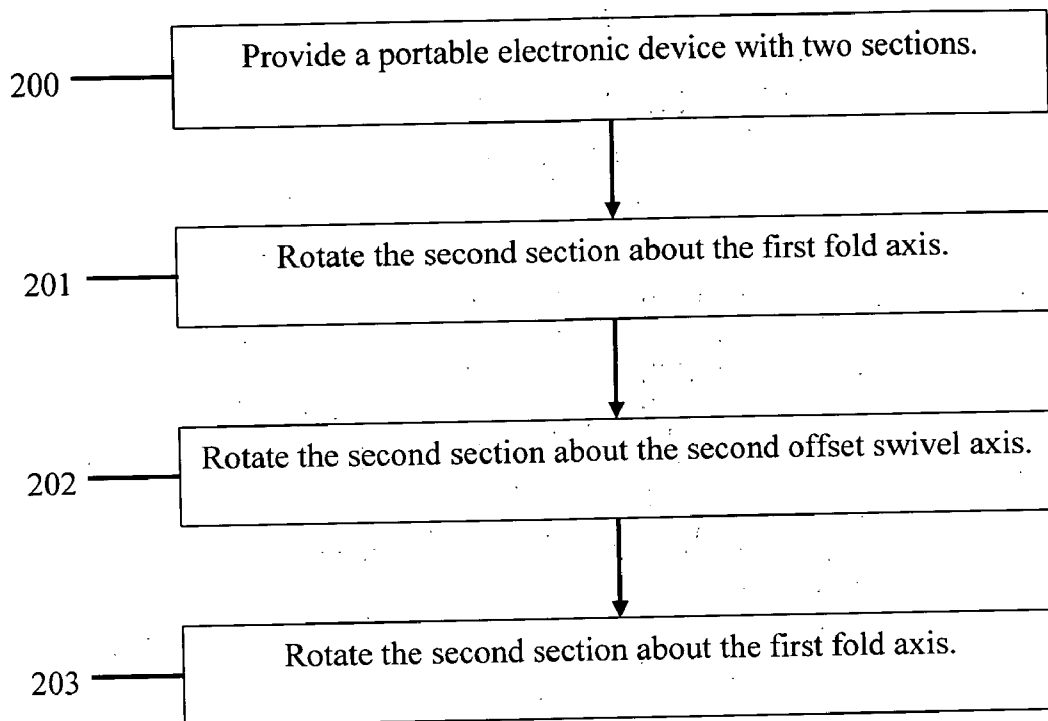 Provide a portable electronic device with two sections.
200
Rotate the second section about the first fold axis.
201
Rotate the second section about the second offset swivel axis.
202
Rotate the second section about the first fold axis.
203